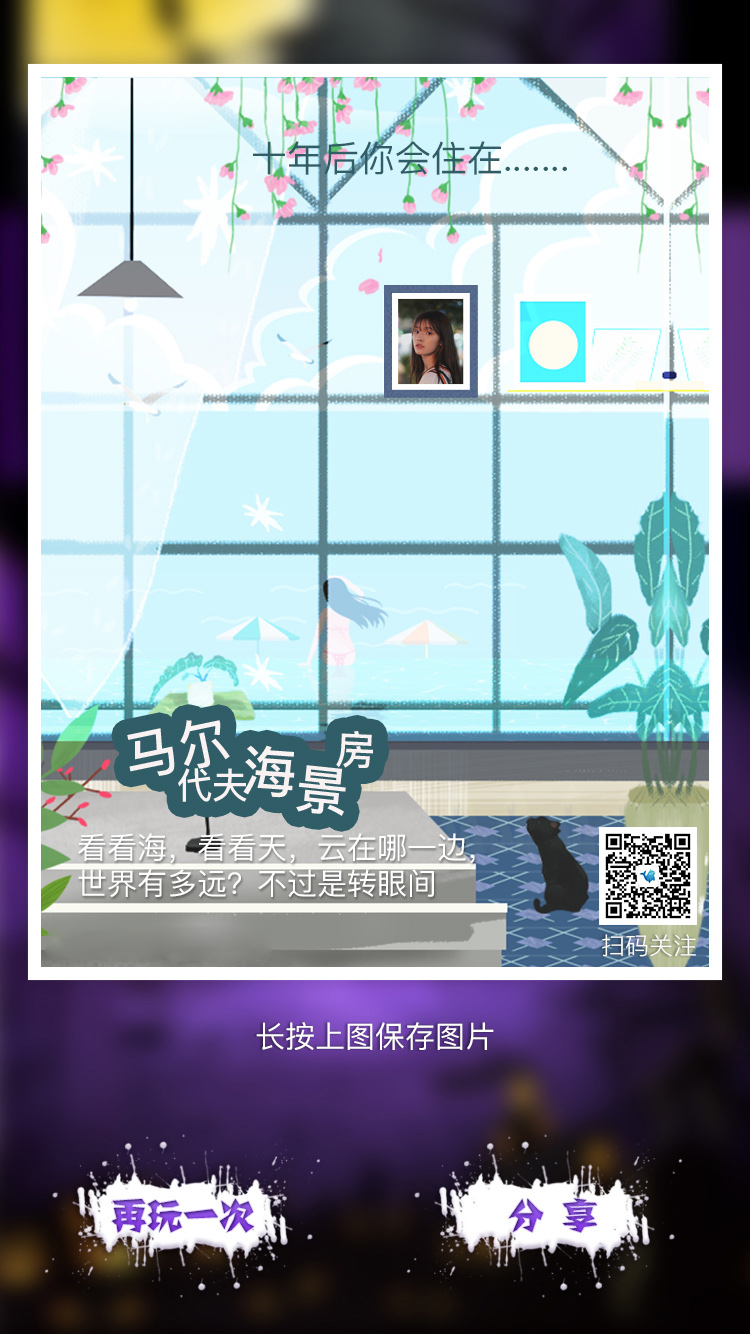 十年后你会住在.......
马尔
代夫海景房
看看海，看看天，云在哪一边，
世界有多远？不过是转眼间
扫码关注
长按上图保存图片
再玩一次
分享